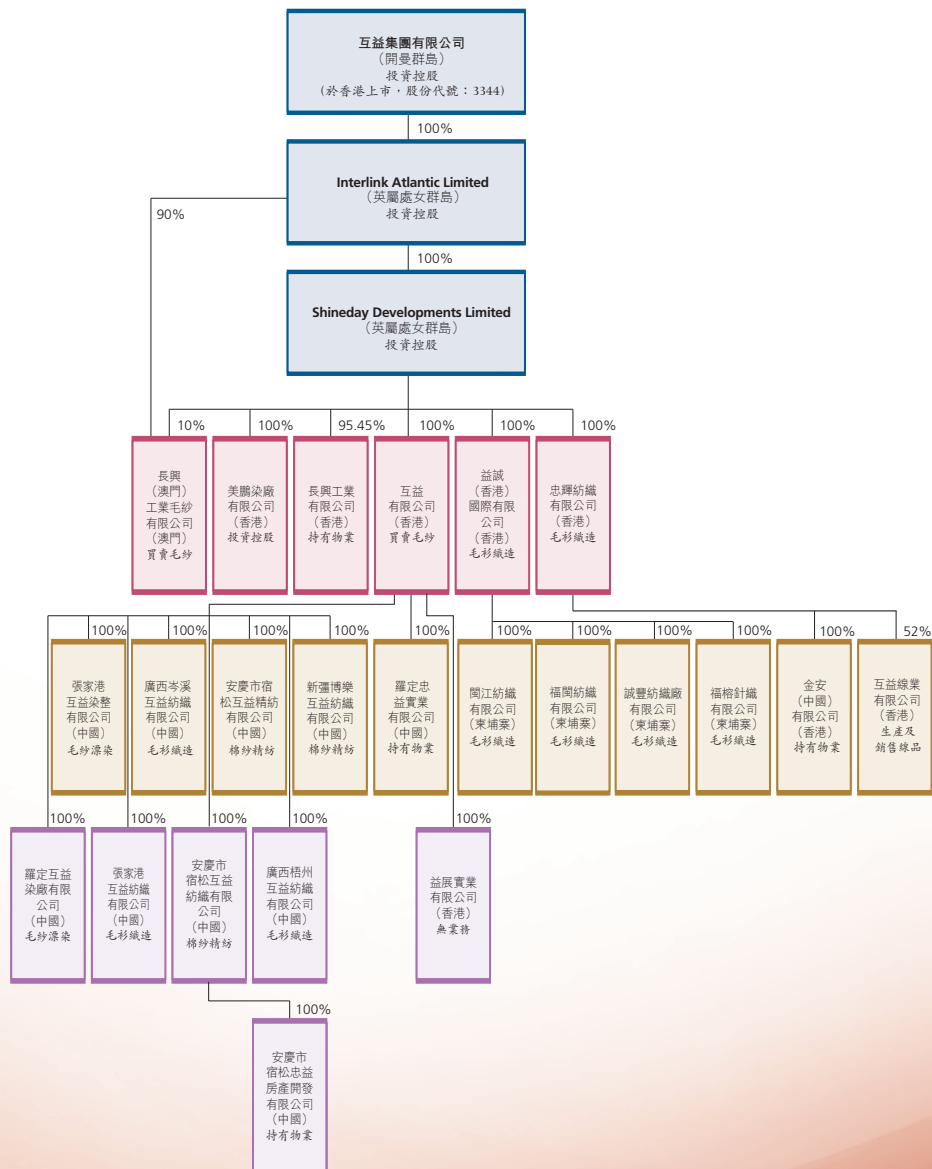 互益集團有限公司
（開曼群島）
投資控股
(於香港上市，股份代號：3344)
100%
Interlink Atlantic Limited
（英屬處女群島）
投資控股
90%
100%
Shineday Developments Limited
（英屬處女群島）
投資控股
10%
長興
（澳門）
工業毛紗
有限公司
（澳門）
買賣毛紗
100%
美鵬染廠
有限公司
（香港）
投資控股
95.45%
長興工業
有限公司
（香港）
持有物業
100%
互益
有限公司
（香港）
買賣毛紗
100%
益誠
（香港）
國際有限
公司
（香港）
毛衫織造
100%
忠輝紡織
有限公司
（香港）
毛衫織造
100%
張家港
互益染整
有限公司
（中國）
毛紗漂染
100%
廣西岑溪
互益紡織
有限公司
（中國）
毛衫織造
100%
安慶市宿
松互益精紡
有限公司
（中國）
棉紗精紡
100%
新彊博樂
互益紡織
有限公司
（中國）
棉紗精紡
100%
羅定忠
益實業
有限公司
（中國）
持有物業
100%
閩江紡織
有限公司
（柬埔寨）
毛衫織造
100%
福閩紡織
有限公司
（柬埔寨）
毛衫織造
100%
誠豐紡織廠
有限公司
（柬埔寨）
毛衫織造
100%
福榕針織
有限公司
（柬埔寨）
毛衫織造
100%
金安
（中國）
有限公司
（香港）
持有物業
52%
互益線業
有限公司
（香港）
生產及
銷售線品
100%
羅定互益
染廠有限
公司
（中國）
毛紗漂染
100%
張家港
互益紡織
有限公司
（中國）
毛衫織造
100%
安慶市
宿松互益
紡織有限
公司
（中國）
棉紗精紡
100%
廣西梧州
互益紡織
有限公司
（中國）
毛衫織造
100%
益展實業
有限公司
（香港）
無業務
100%
安慶市
宿松忠益
房產開發
有限公司
（中國）
持有物業